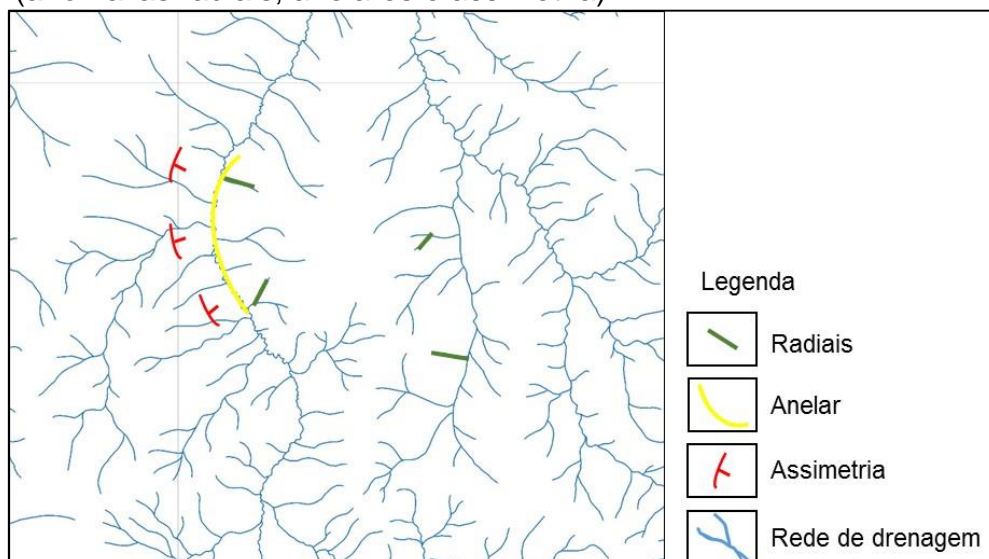 Legenda
Radiais
Anelar
Assimetria
Rede de drenagem